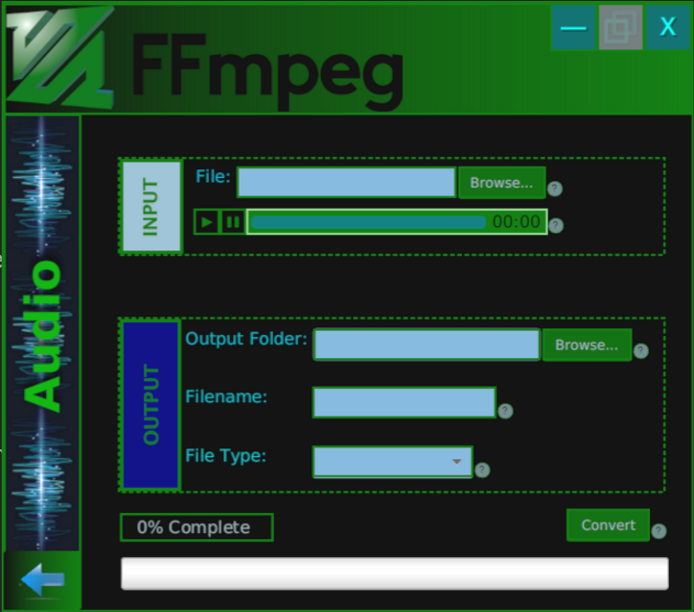 FFmpeg
— X
Audio
INPUT
File:
Browse...
?
00:00
?
OUTPUT
Output Folder:
Browse...
?
Filename:
?
File Type:
?
0% Complete
Convert
?